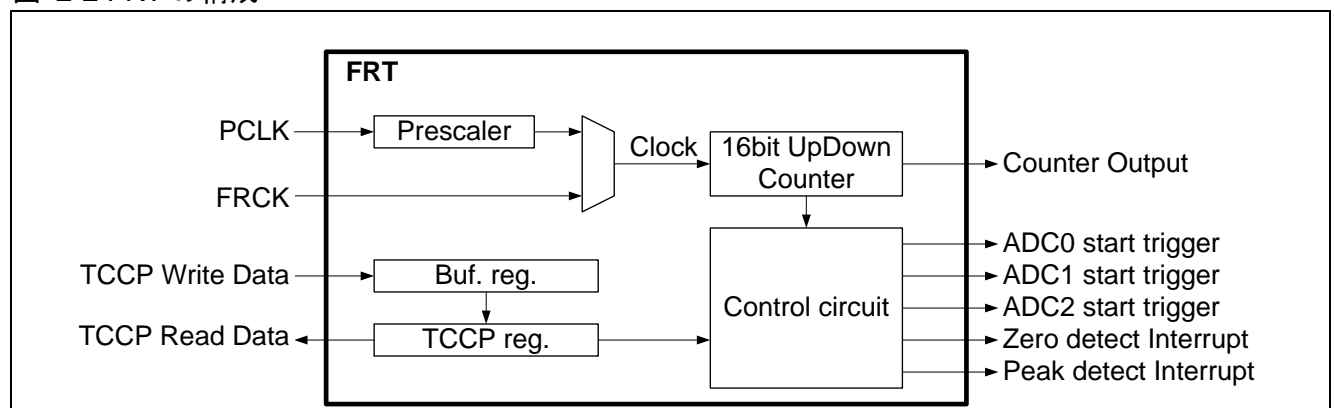 FRT
PCLK
Prescaler
Clock
16bit UpDown
Counter
Counter Output
FRCK
TCCP Write Data
Buf. reg.
TCCP Read Data
TCCP reg.
Control circuit
ADC0 start trigger
ADC1 start trigger
ADC2 start trigger
Zero detect Interrupt
Peak detect Interrupt